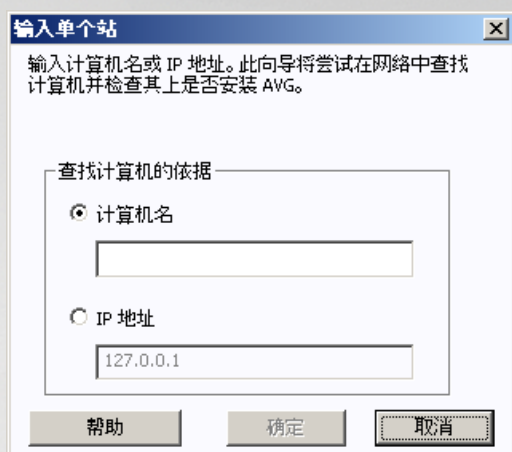 输入单个站
输入计算机名或 IP 地址。此向导将尝试在网络中查找
计算机并检查其上是否安装 AVG。
查找计算机的依据
计算机名
IP 地址
127.0.0.1
帮助 确定 取消